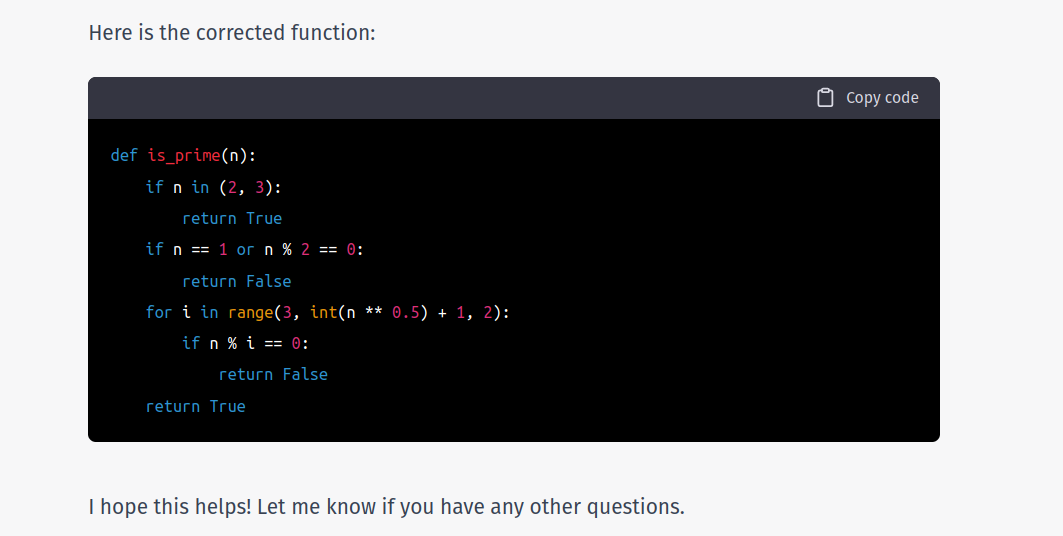 Here is the corrected function:
Copy code
def is_prime(n):
    if n in (2, 3):
        return True
    if n == 1 or n % 2 == 0:
        return False
    for i in range(3, int(n ** 0.5) + 1, 2):
        if n % i == 0:
            return False
    return True
I hope this helps! Let me know if you have any other questions.